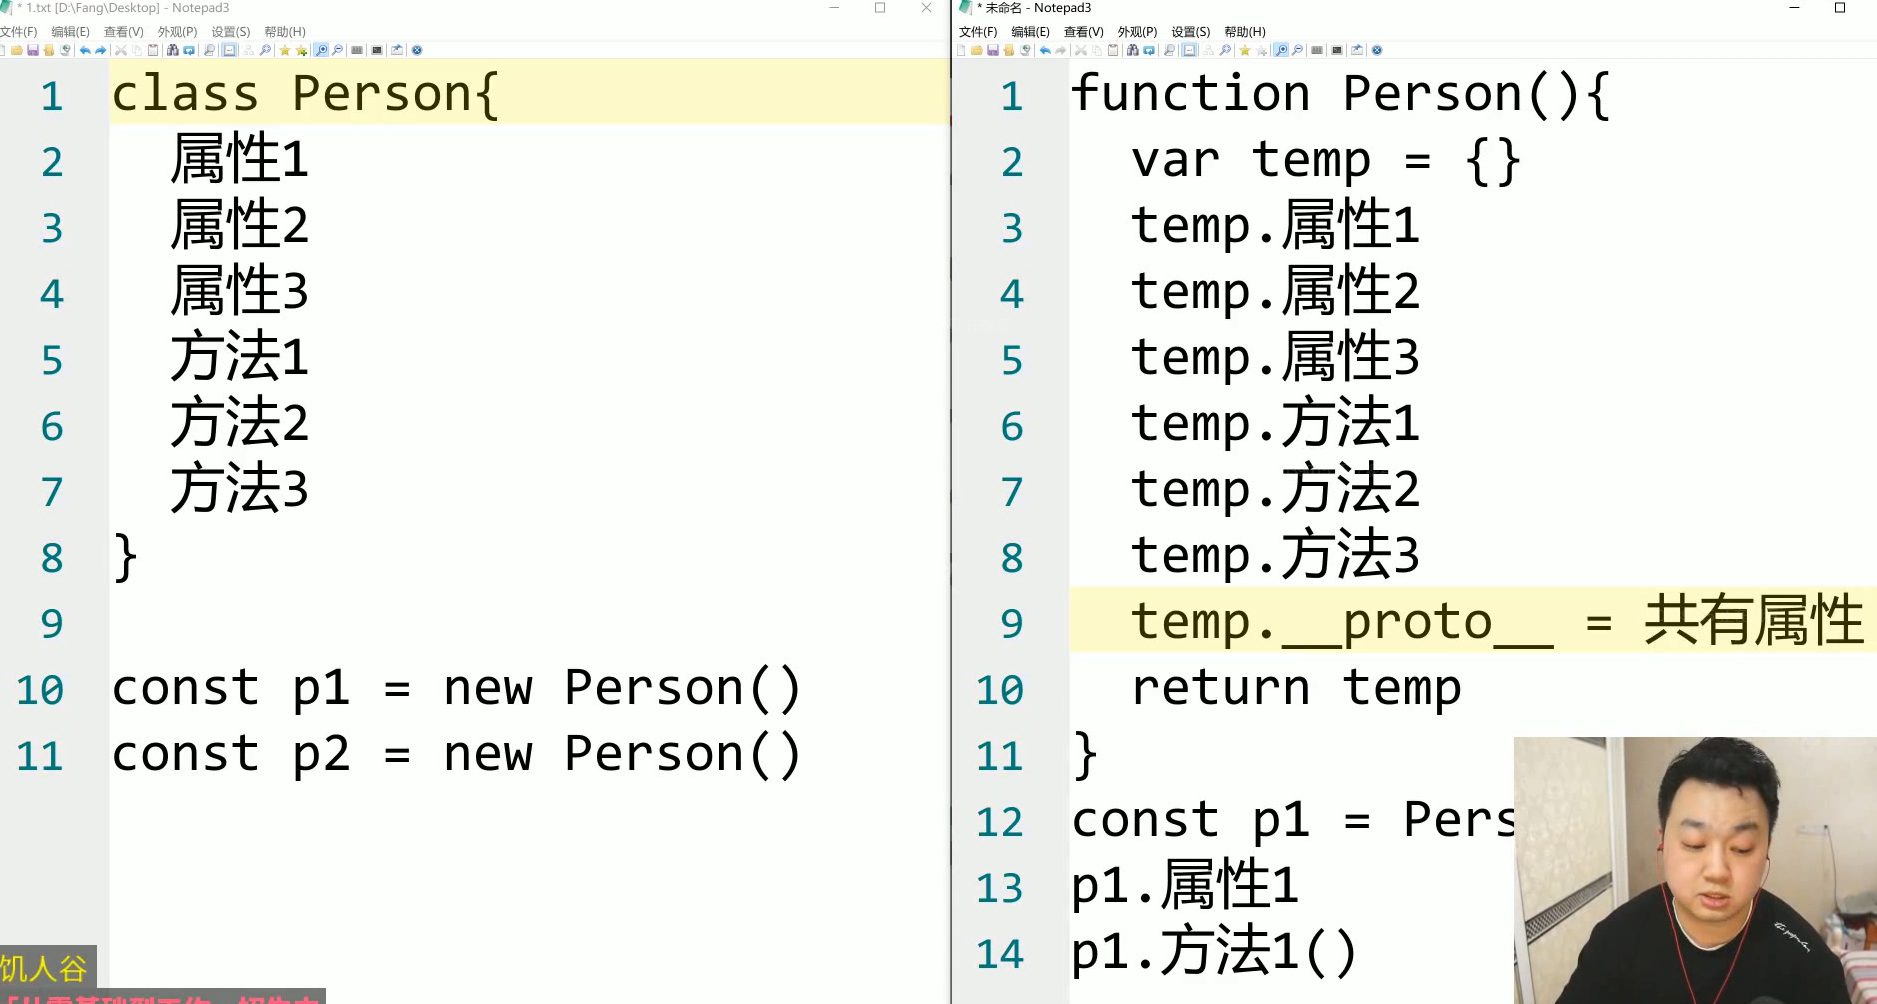 * 1.txt [D:\Fang\Desktop] - Notepad3
文件(F) 编辑(E) 查看(V) 外观(P) 设置(S) 帮助(H)
1 class Person{
2 属性1
3 属性2
4 属性3
5 方法1
6 方法2
7 方法3
8 }
9
10 const p1 = new Person()
11 const p2 = new Person()
饥人谷
* 未命名 - Notepad3
文件(F) 编辑(E) 查看(V) 外观(P) 设置(S) 帮助(H)
1 function Person(){
2 var temp = {}
3 temp.属性1
4 temp.属性2
5 temp.属性3
6 temp.方法1
7 temp.方法2
8 temp.方法3
9 temp.__proto__ = 共有属性
10 return temp
11 }
12 const p1 = Pers
13 p1.属性1
14 p1.方法1()